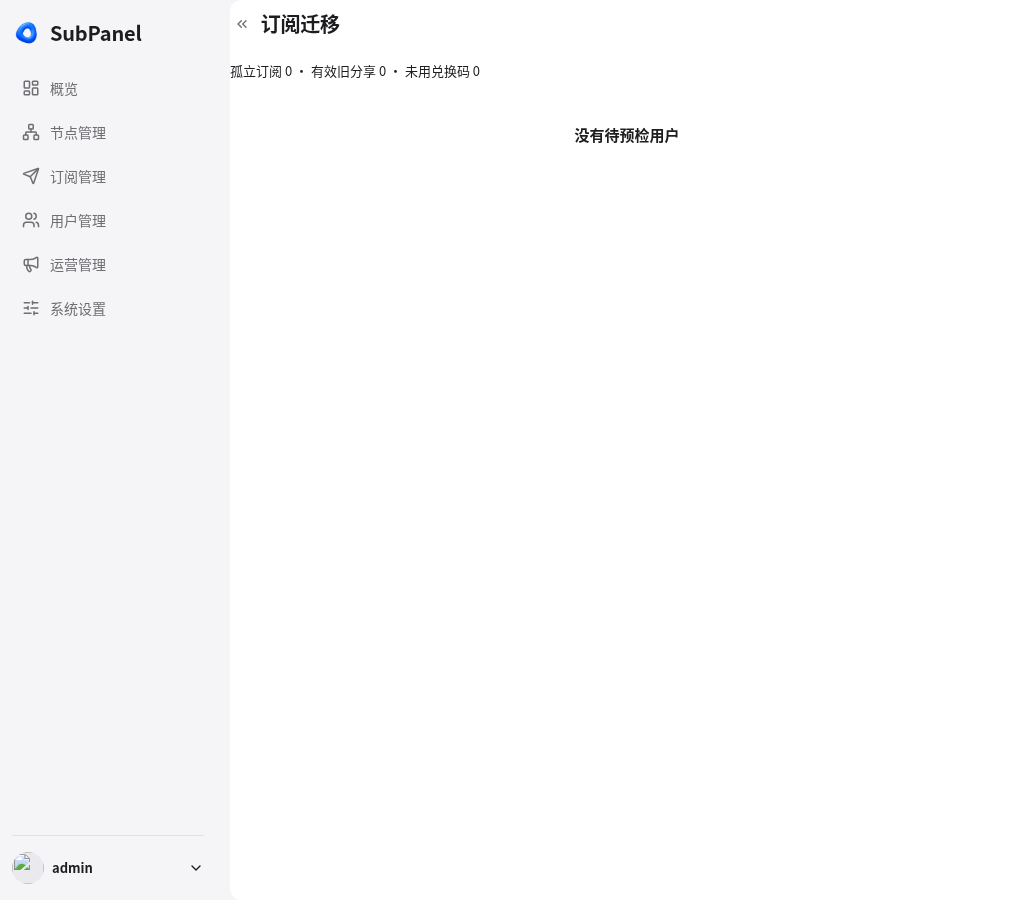 SubPanel
概览
节点管理
订阅管理
用户管理
运营管理
系统设置
admin
订阅迁移
孤立订阅 0 · 有效旧分享 0 · 未用兑换码 0
没有待预检用户